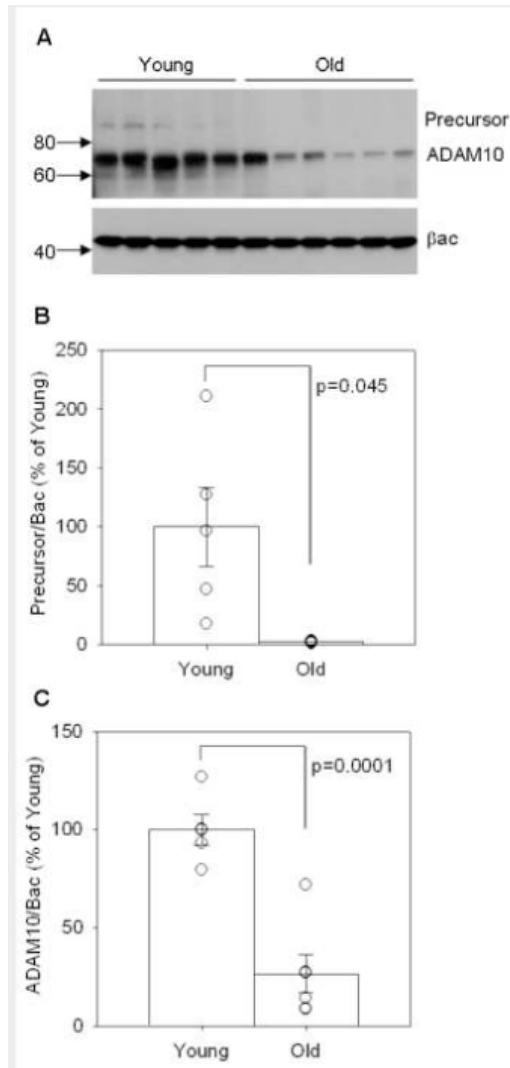 A
Young Old
Precursor
80
ADAM10
60
βac
40
B
250
200
150
100
50
0
p=0.045
Precursor/Bac (% of Young)
Young Old
C
150
100
50
0
p=0.0001
ADAM10/Bac (% of Young)
Young Old